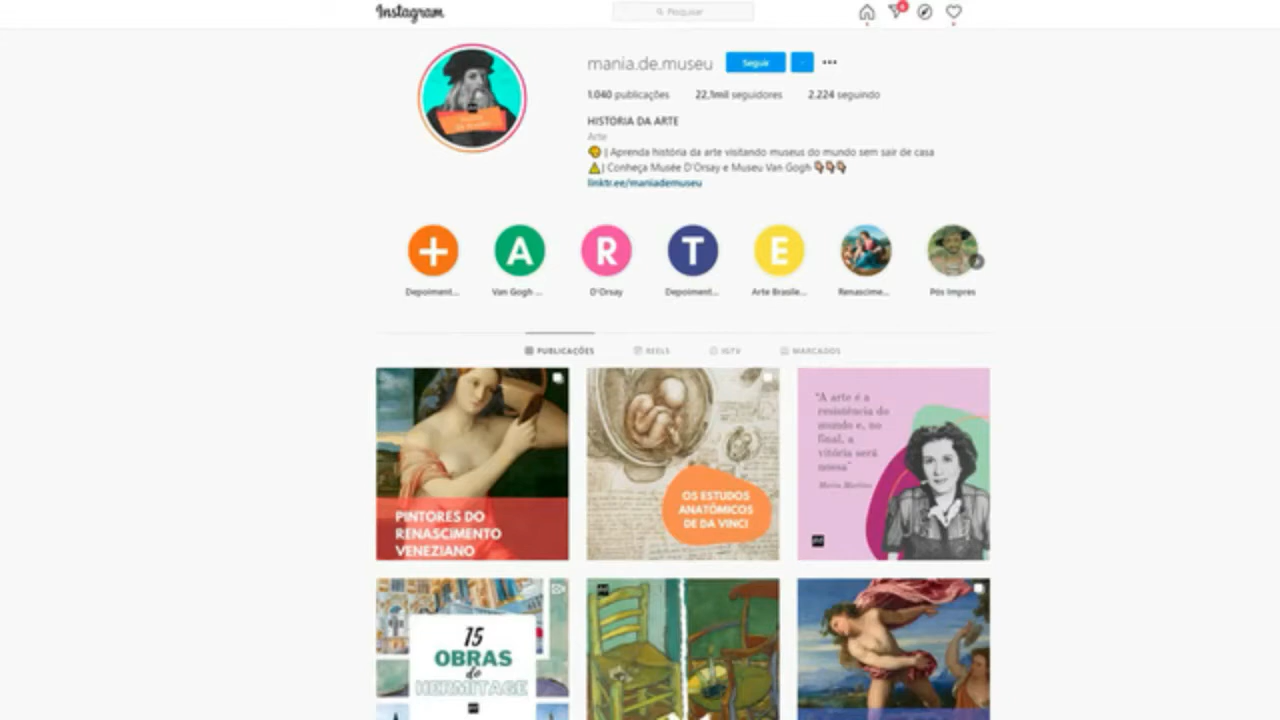 Instagram
Pesquisar
6
mania.de.museu
Seguir
1.040 publicações 22,1mil seguidores 2.224 seguindo
HISTÓRIA DA ARTE
Arte
| Aprenda história da arte visitando museus do mundo sem sair de casa
| Conheça Musée D'Orsay e Museu Van Gogh
linktr.ee/maniademuseu
A R T E
Depoiment... Van Gogh ... D'Orsay Depoiment... Arte Brasile... Renascime... Pós Impres
PUBLICAÇÕES REELS IGTV MARCADOS
PINTORES DO
RENASCIMENTO
VENEZIANO
OS ESTUDOS
ANATÔMICOS
DE DA VINCI
"A arte é a
resistência do
mundo e, no
final, a
vitória será
nossa"
Maria Martins
15
OBRAS
do
HERMITAGE